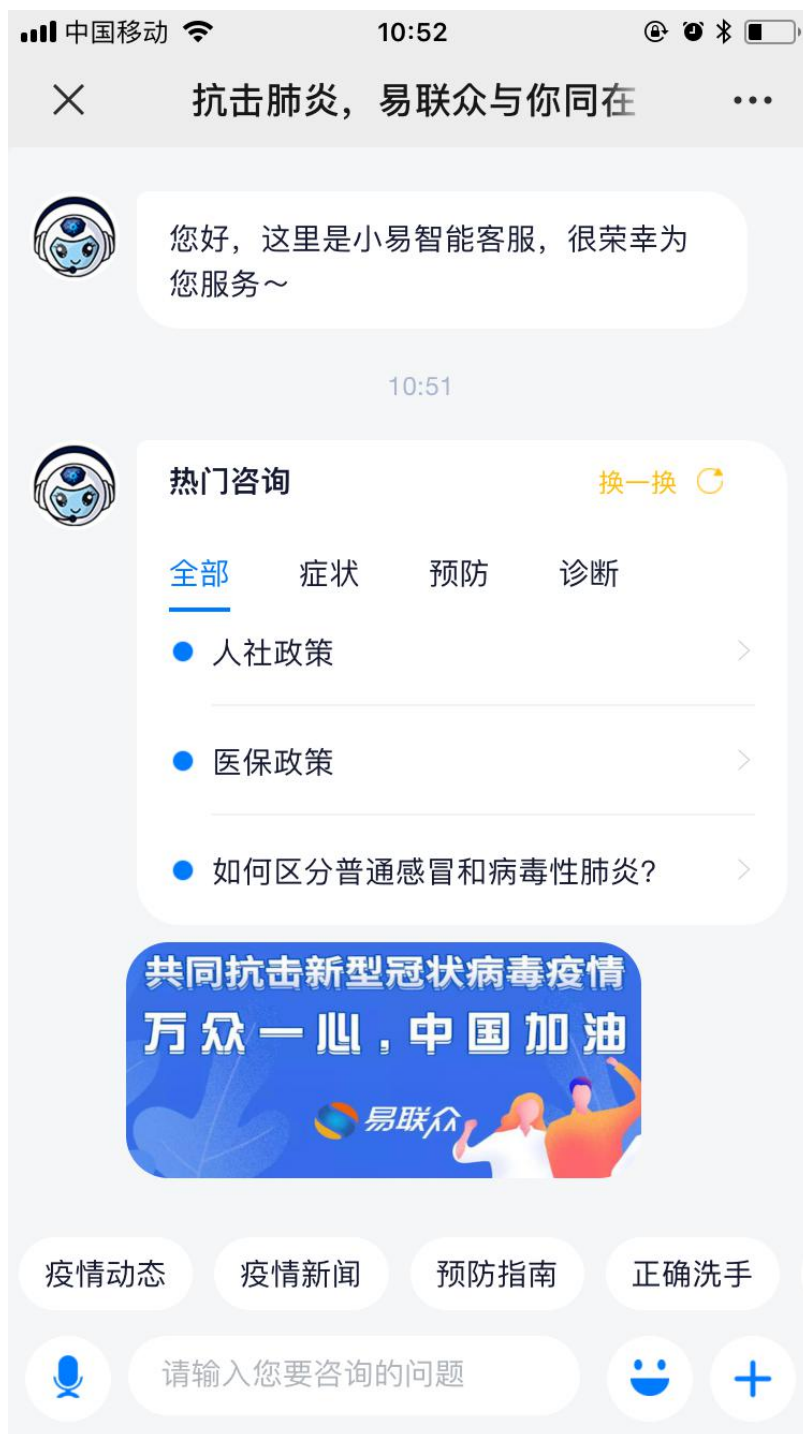 中国移动 10:52
抗击肺炎，易联众与你同在
您好，这里是小易智能客服，很荣幸为
您服务～
10:51
热门咨询 换一换
全部 症状 预防 诊断
人社政策
医保政策
如何区分普通感冒和病毒性肺炎？
共同抗击新型冠状病毒疫情
万众一心，中国加油
易联众
疫情动态 疫情新闻 预防指南 正确洗手
请输入您要咨询的问题